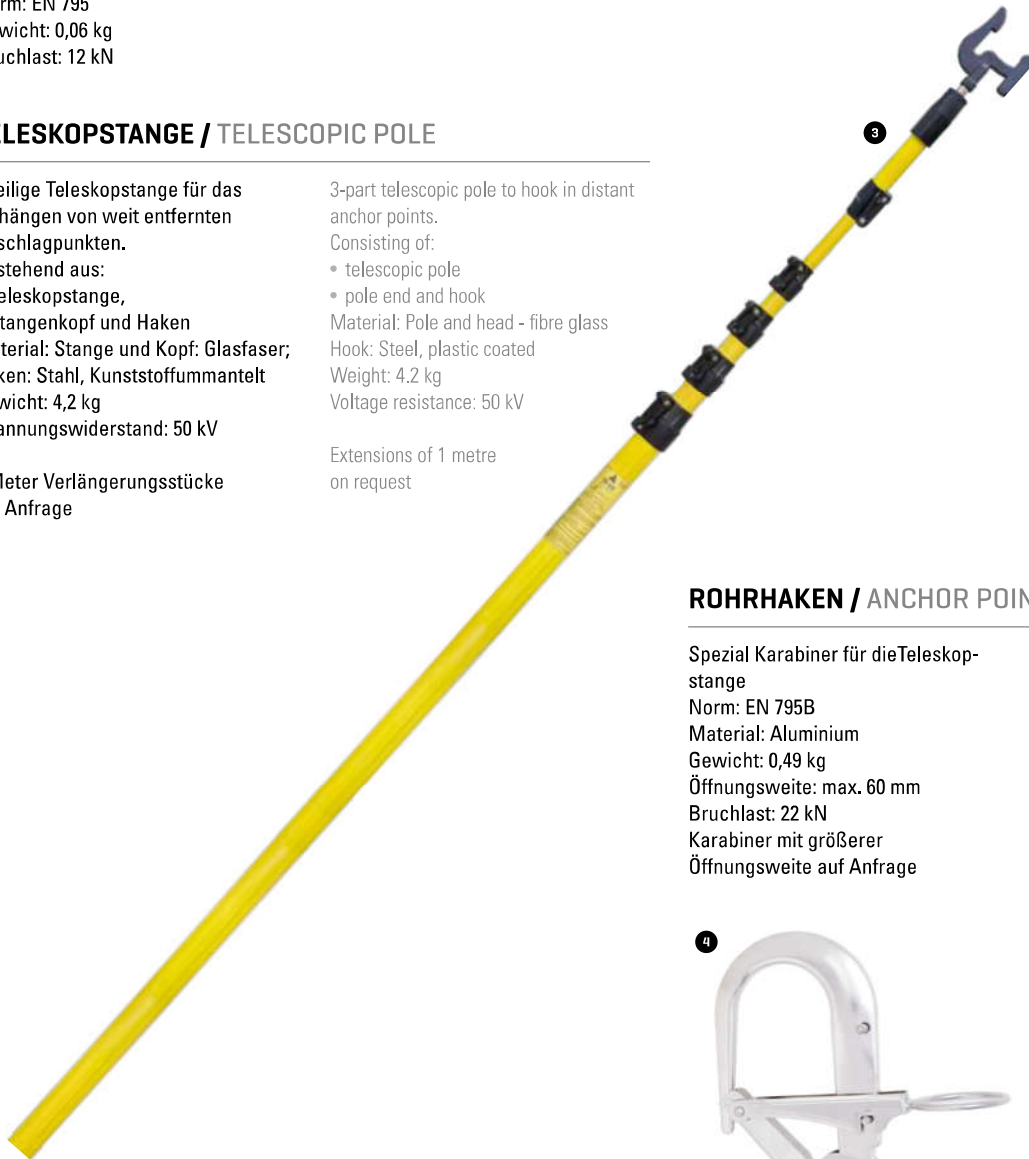 rm: EN 795
wicht: 0,06 kg
uchlast: 12 kN
ELESKOPSTANGE / TELESCOPIC POLE
eilige Teleskopstange für das
hängen von weit entfernten
schlagpunkten.
stehend aus:
eleskopstange,
tangenkopf und Haken
terial: Stange und Kopf: Glasfaser;
ken: Stahl, Kunststoffummantelt
wicht: 4,2 kg
annungswiderstand: 50 kV
Meter Verlängerungsstücke
Anfrage
3-part telescopic pole to hook in distant
anchor points.
Consisting of:
• telescopic pole
• pole end and hook
Material: Pole and head - fibre glass
Hook: Steel, plastic coated
Weight: 4.2 kg
Voltage resistance: 50 kV
Extensions of 1 metre
on request
3
ROHRHAKEN / ANCHOR POIN
Spezial Karabiner für dieTeleskop-
stange
Norm: EN 795B
Material: Aluminium
Gewicht: 0,49 kg
Öffnungsweite: max. 60 mm
Bruchlast: 22 kN
Karabiner mit größerer
Öffnungsweite auf Anfrage
4